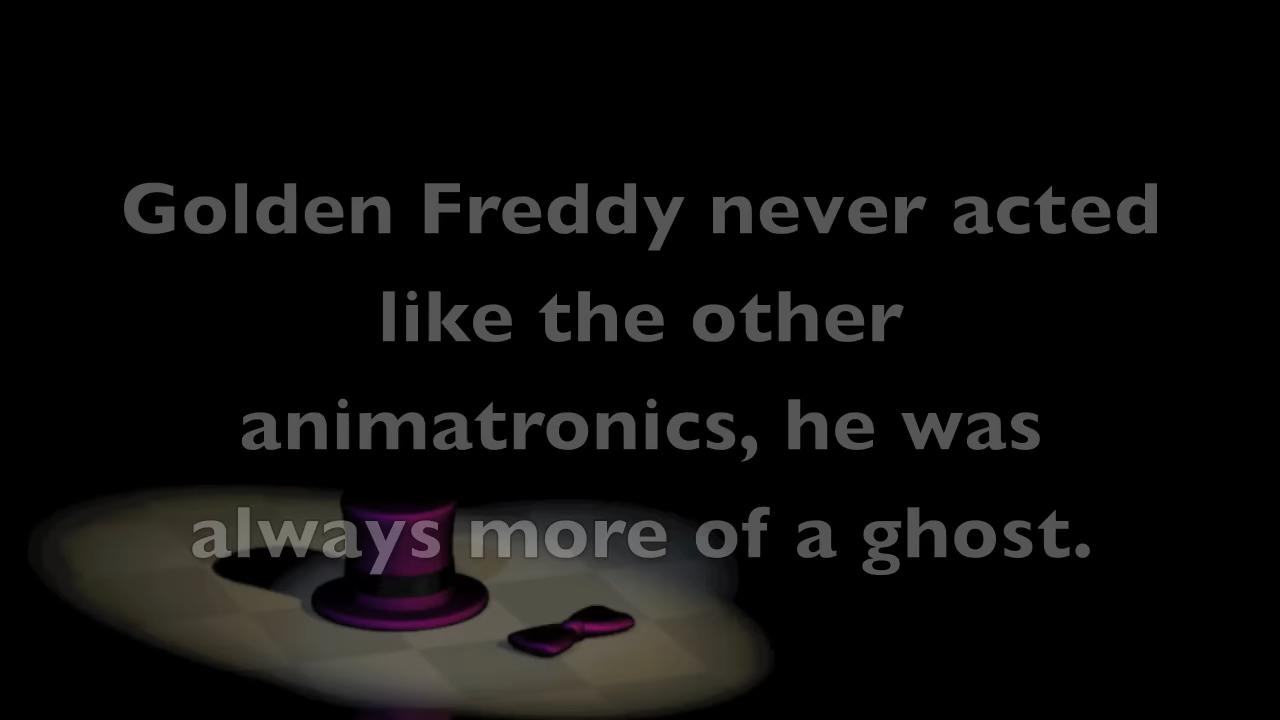 Golden Freddy never acted
like the other
animatronics, he was
always more of a ghost.